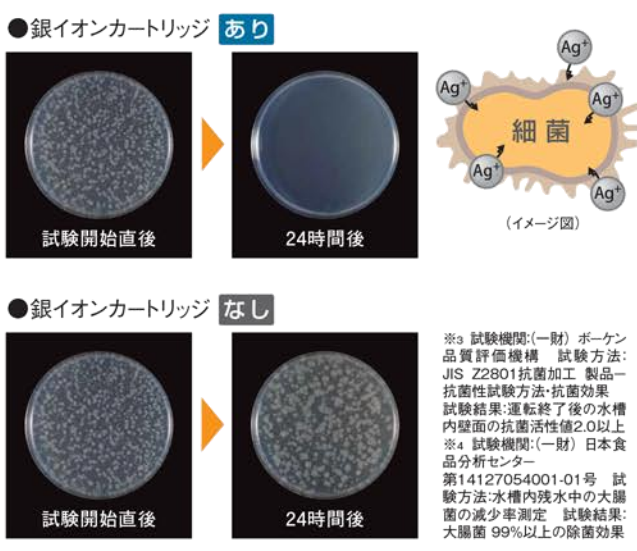 ●銀イオンカートリッジ あり
試験開始直後
24時間後
Ag⁺
Ag⁺
Ag⁺
細菌
Ag⁺
Ag⁺
(イメージ図)
●銀イオンカートリッジ なし
試験開始直後
24時間後
※3 試験機関:(一財) ボーケン
品質評価機構 試験方法:
JIS Z2801抗菌加工 製品ー
抗菌性試験方法・抗菌効果
試験結果:運転終了後の水槽
内壁面の抗菌活性値2.0以上
※4 試験機関:(一財) 日本食
品分析センター
第14127054001-01号 試
験方法:水槽内残水中の大腸
菌の減少率測定 試験結果:
大腸菌 99%以上の除菌効果